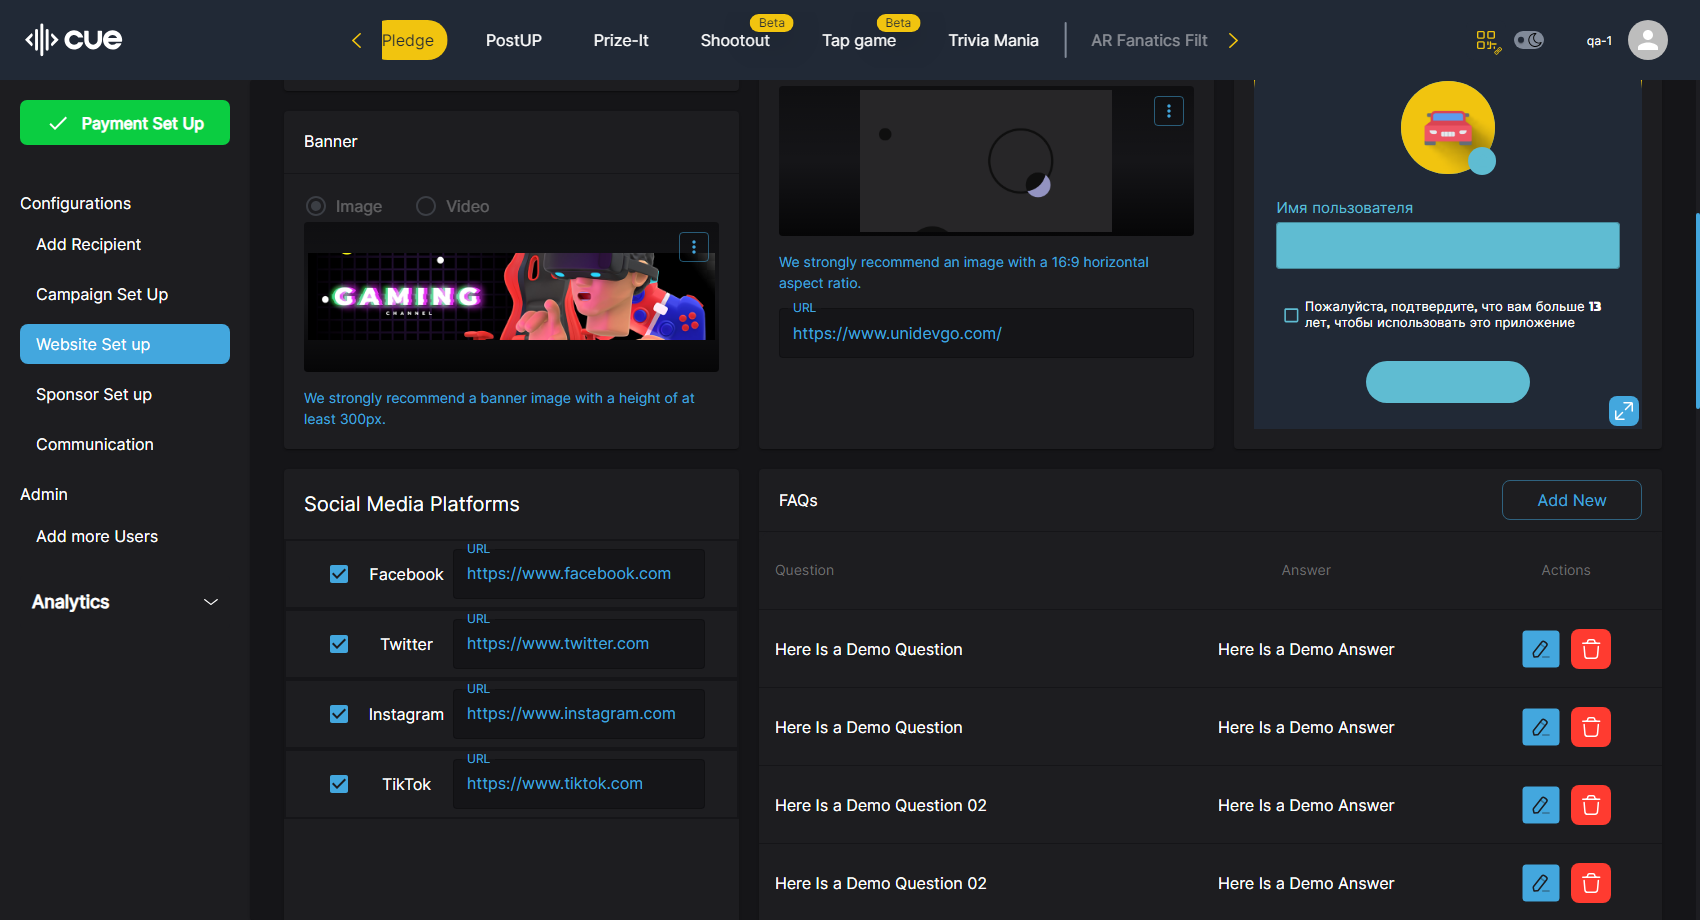 cue
Pledge
PostUP
Prize-It
Beta
Shootout
Beta
Tap game
Trivia Mania
AR Fanatics Filt
qa-1
Payment Set Up
Configurations
Add Recipient
Campaign Set Up
Website Set up
Sponsor Set up
Communication
Admin
Add more Users
Analytics
Banner
Image
Video
GAMING
CHANNEL
We strongly recommend a banner image with a height of at
least 300px.
We strongly recommend an image with a 16:9 horizontal
aspect ratio.
URL
https://www.unidevgo.com/
Имя пользователя
Пожалуйста, подтвердите, что вам больше 13
лет, чтобы использовать это приложение
Social Media Platforms
Facebook
URL
https://www.facebook.com
Twitter
URL
https://www.twitter.com
Instagram
URL
https://www.instagram.com
TikTok
URL
https://www.tiktok.com
FAQs
Add New
Question
Answer
Actions
Here Is a Demo Question
Here Is a Demo Answer
Here Is a Demo Question
Here Is a Demo Answer
Here Is a Demo Question 02
Here Is a Demo Answer
Here Is a Demo Question 02
Here Is a Demo Answer